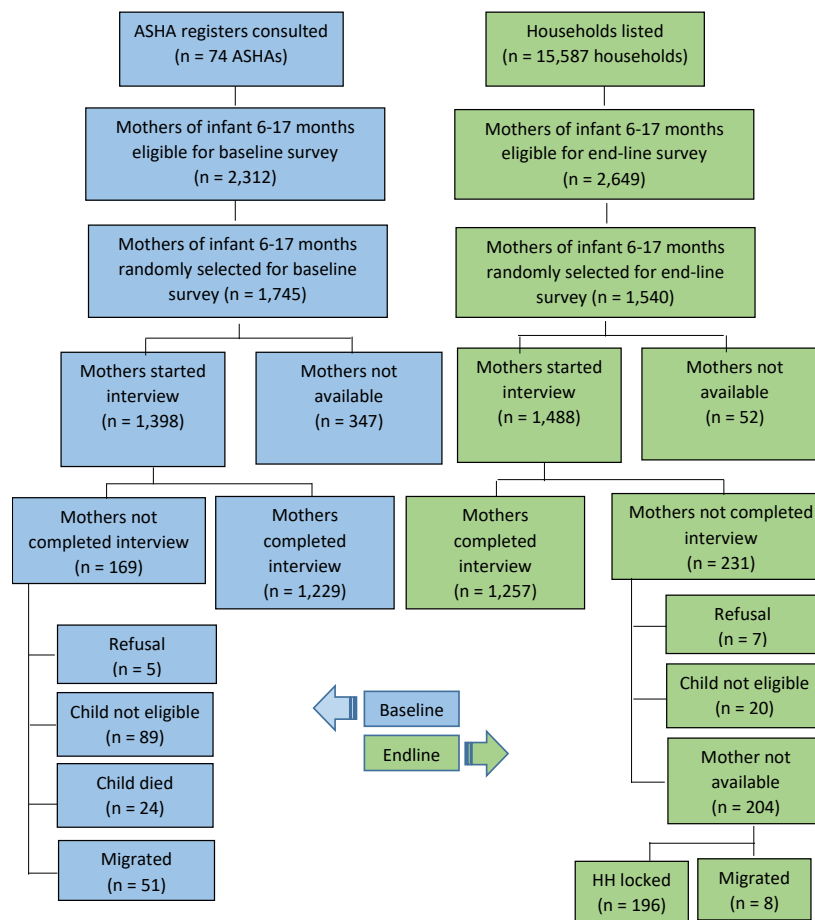 ASHA registers consulted
(n = 74 ASHAs)
Households listed
(n = 15,587 households)
Mothers of infant 6-17 months
eligible for baseline survey
(n = 2,312)
Mothers of infant 6-17 months
eligible for end-line survey
(n = 2,649)
Mothers of infant 6-17 months
randomly selected for baseline
survey (n = 1,745)
Mothers of infant 6-17 months
randomly selected for end-line
survey (n = 1,540)
Mothers started
interview
(n = 1,398)
Mothers not
available
(n = 347)
Mothers started
interview
(n = 1,488)
Mothers not
available
(n = 52)
Mothers not
completed interview
(n = 169)
Mothers
completed
interview
(n = 1,229)
Mothers
completed
interview
(n = 1,257)
Mothers not completed
interview
(n = 231)
Refusal
(n = 5)
Child not eligible
(n = 89)
Child died
(n = 24)
Migrated
(n = 51)
Baseline
Endline
Refusal
(n = 7)
Child not eligible
(n = 20)
Mother not
available
(n = 204)
HH locked
(n = 196)
Migrated
(n = 8)